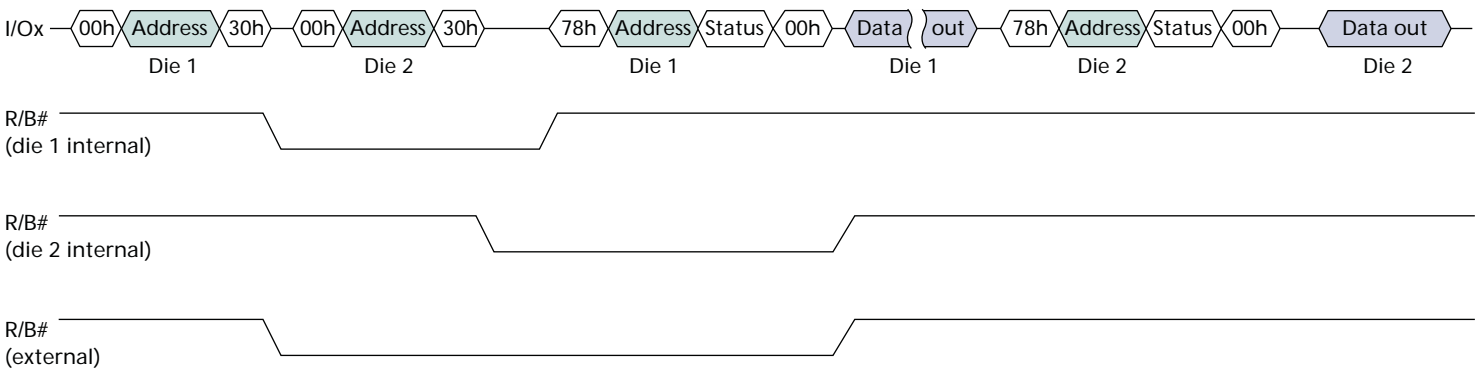 I/Ox 00h Address 30h 00h Address 30h 78h Address Status 00h Data out 78h Address Status 00h Data out
Die 1 Die 2 Die 1 Die 1 Die 2 Die 2
R/B#
(die 1 internal)
R/B#
(die 2 internal)
R/B#
(external)